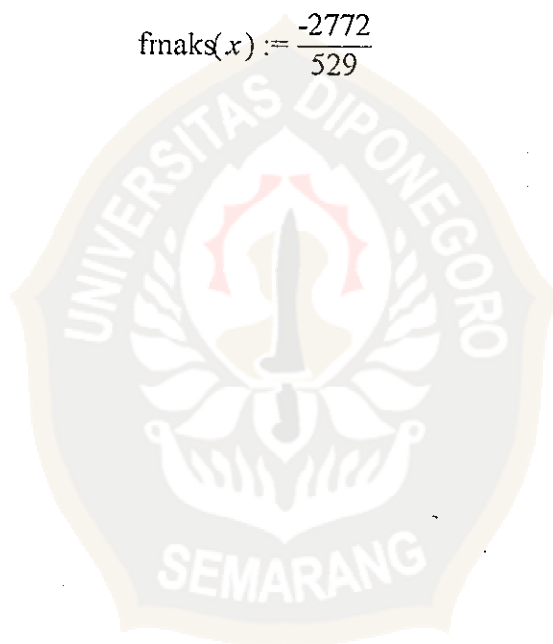 fmaks(x) := -2772/529
UNIVERSITAS DIPONEGORO
SEMARANG